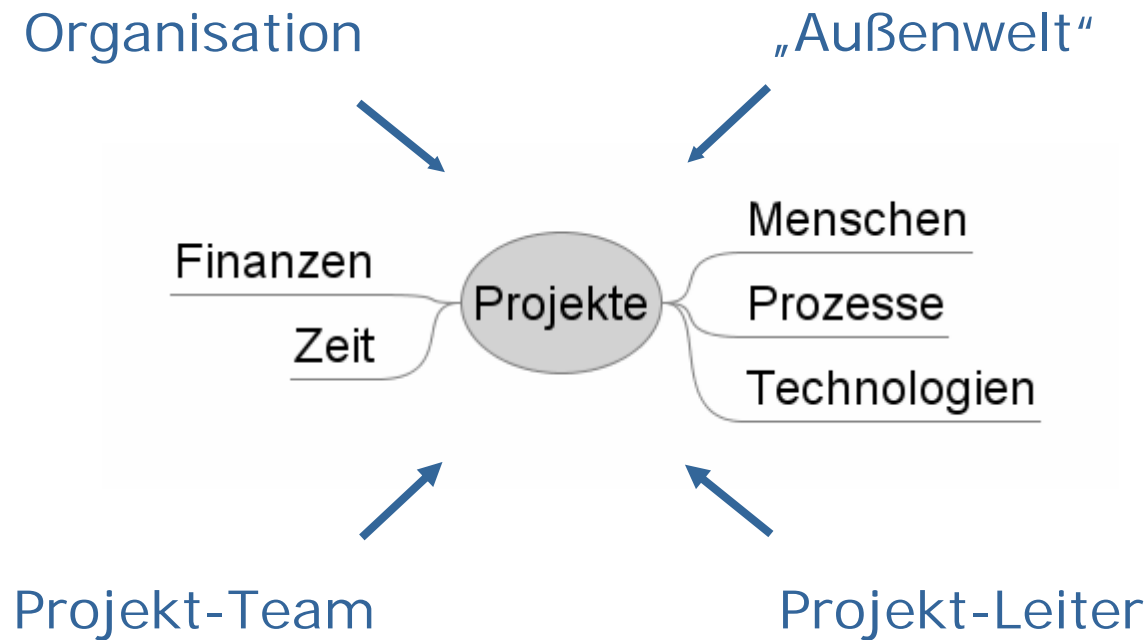 Organisation
„Außenwelt“
Menschen
Finanzen
Projekte
Prozesse
Zeit
Technologien
Projekt-Team
Projekt-Leiter